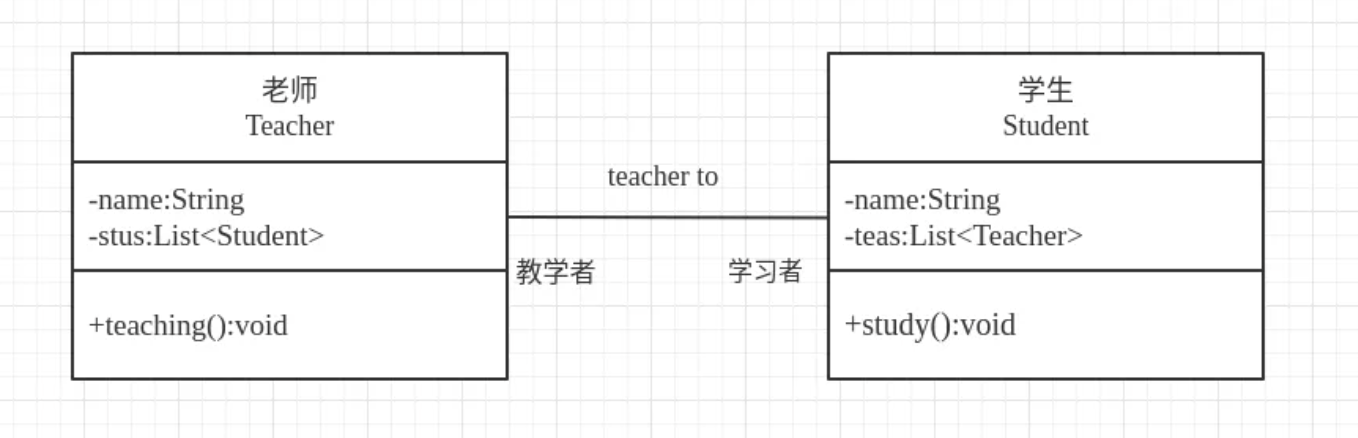 老师
Teacher
-name:String
-stus:List<Student>
+teaching():void
teacher to
教学者
学习者
学生
Student
-name:String
-teas:List<Teacher>
+study():void